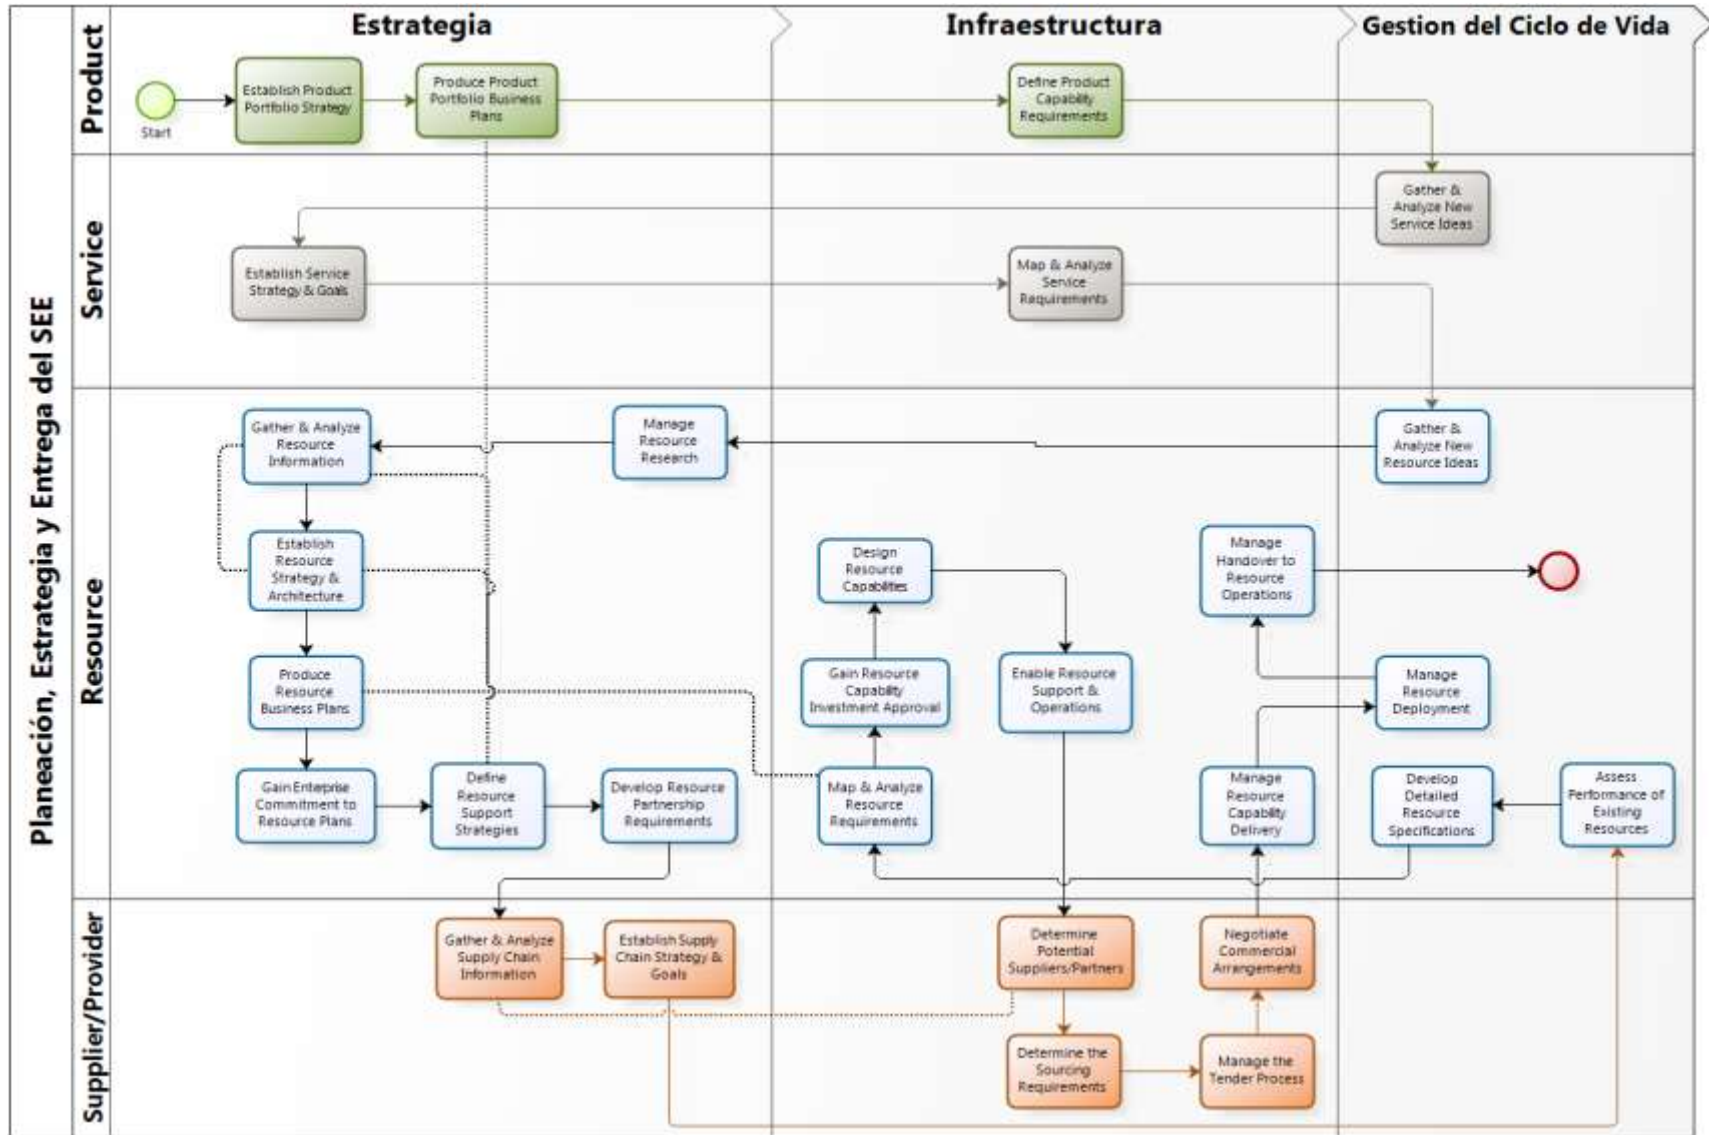 Estrategia
Infraestructura
Gestion del Ciclo de Vida
Planeación, Estrategia y Entrega del SEE
Product
Start
Establish Product
Portfolio Strategy
Produce Product
Portfolio Business
Plans
Define Product
Capability
Requirements
Service
Gather &
Analyze New
Service Ideas
Establish Service
Strategy & Goals
Map & Analyze
Service
Requirements
Resource
Gather & Analyze
Resource
Information
Manage
Resource
Research
Gather &
Analyze New
Resource Ideas
Establish
Resource
Strategy &
Architecture
Design
Resource
Capabilities
Manage
Handover to
Resource
Operations
Produce
Resource
Business Plans
Gain Resource
Capability
Investment Approval
Enable Resource
Support &
Operations
Manage
Resource
Deployment
Gain Enteprise
Commitment to
Resource Plans
Define
Resource
Support
Strategies
Develop Resource
Partnership
Requirements
Map & Analyze
Resource
Requirements
Manage
Resource
Capability
Delivery
Develop
Detailed
Resource
Specifications
Assess
Performance of
Existing
Resources
Supplier/Provider
Gather & Analyze
Supply Chain
Information
Establish Supply
Chain Strategy &
Goals
Determine
Potential
Suppliers/Partners
Negotiate
Commercial
Arrangements
Determine the
Sourcing
Requirements
Manage the
Tender Process